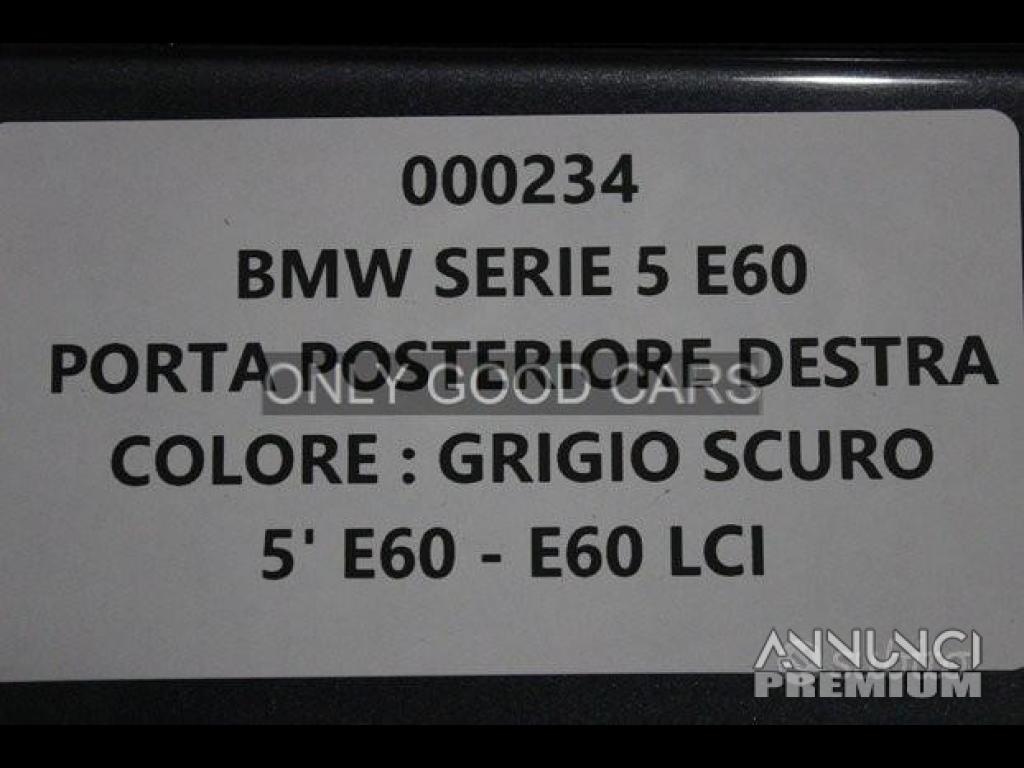 000234
BMW SERIE 5 E60
PORTA POSTERIORE DESTRA
ONLY GOOD CARS
COLORE : GRIGIO SCURO
5' E60 - E60 LCI
ANNUNCI
PREMIUM